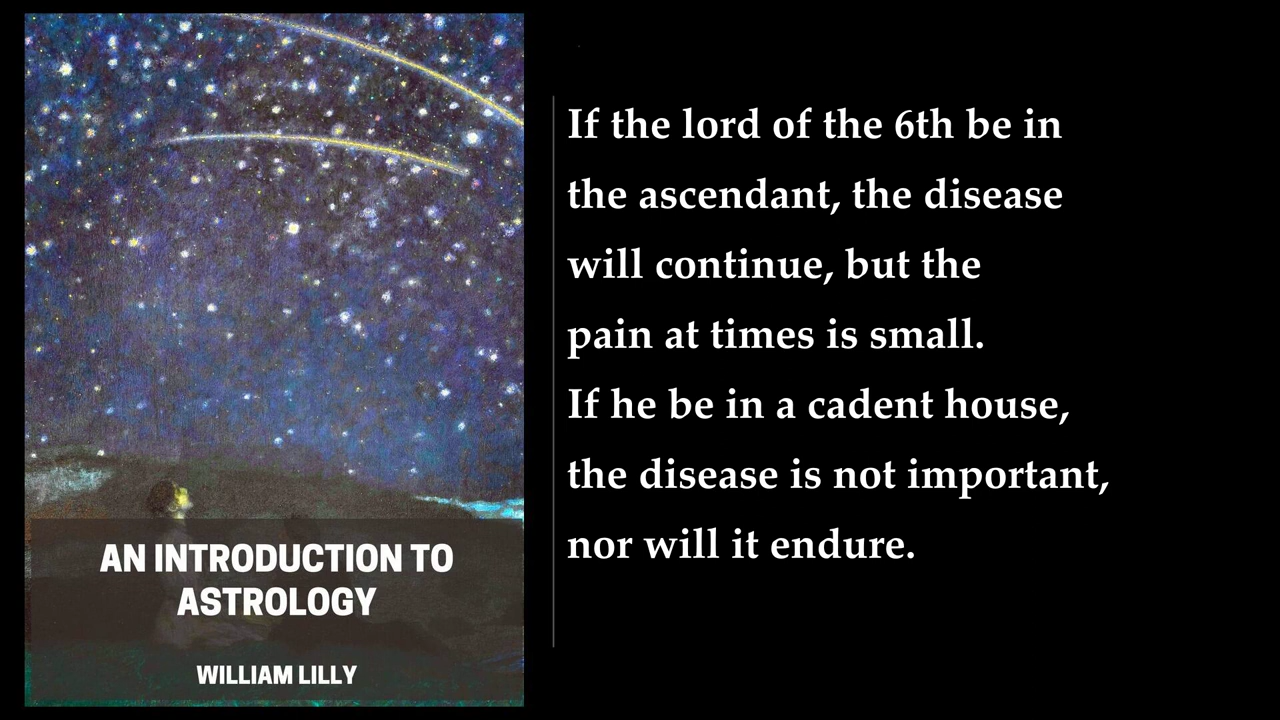 If the lord of the 6th be in
the ascendant, the disease
will continue, but the
pain at times is small.
If he be in a cadent house,
the disease is not important,
nor will it endure.
AN INTRODUCTION TO
ASTROLOGY
WILLIAM LILLY